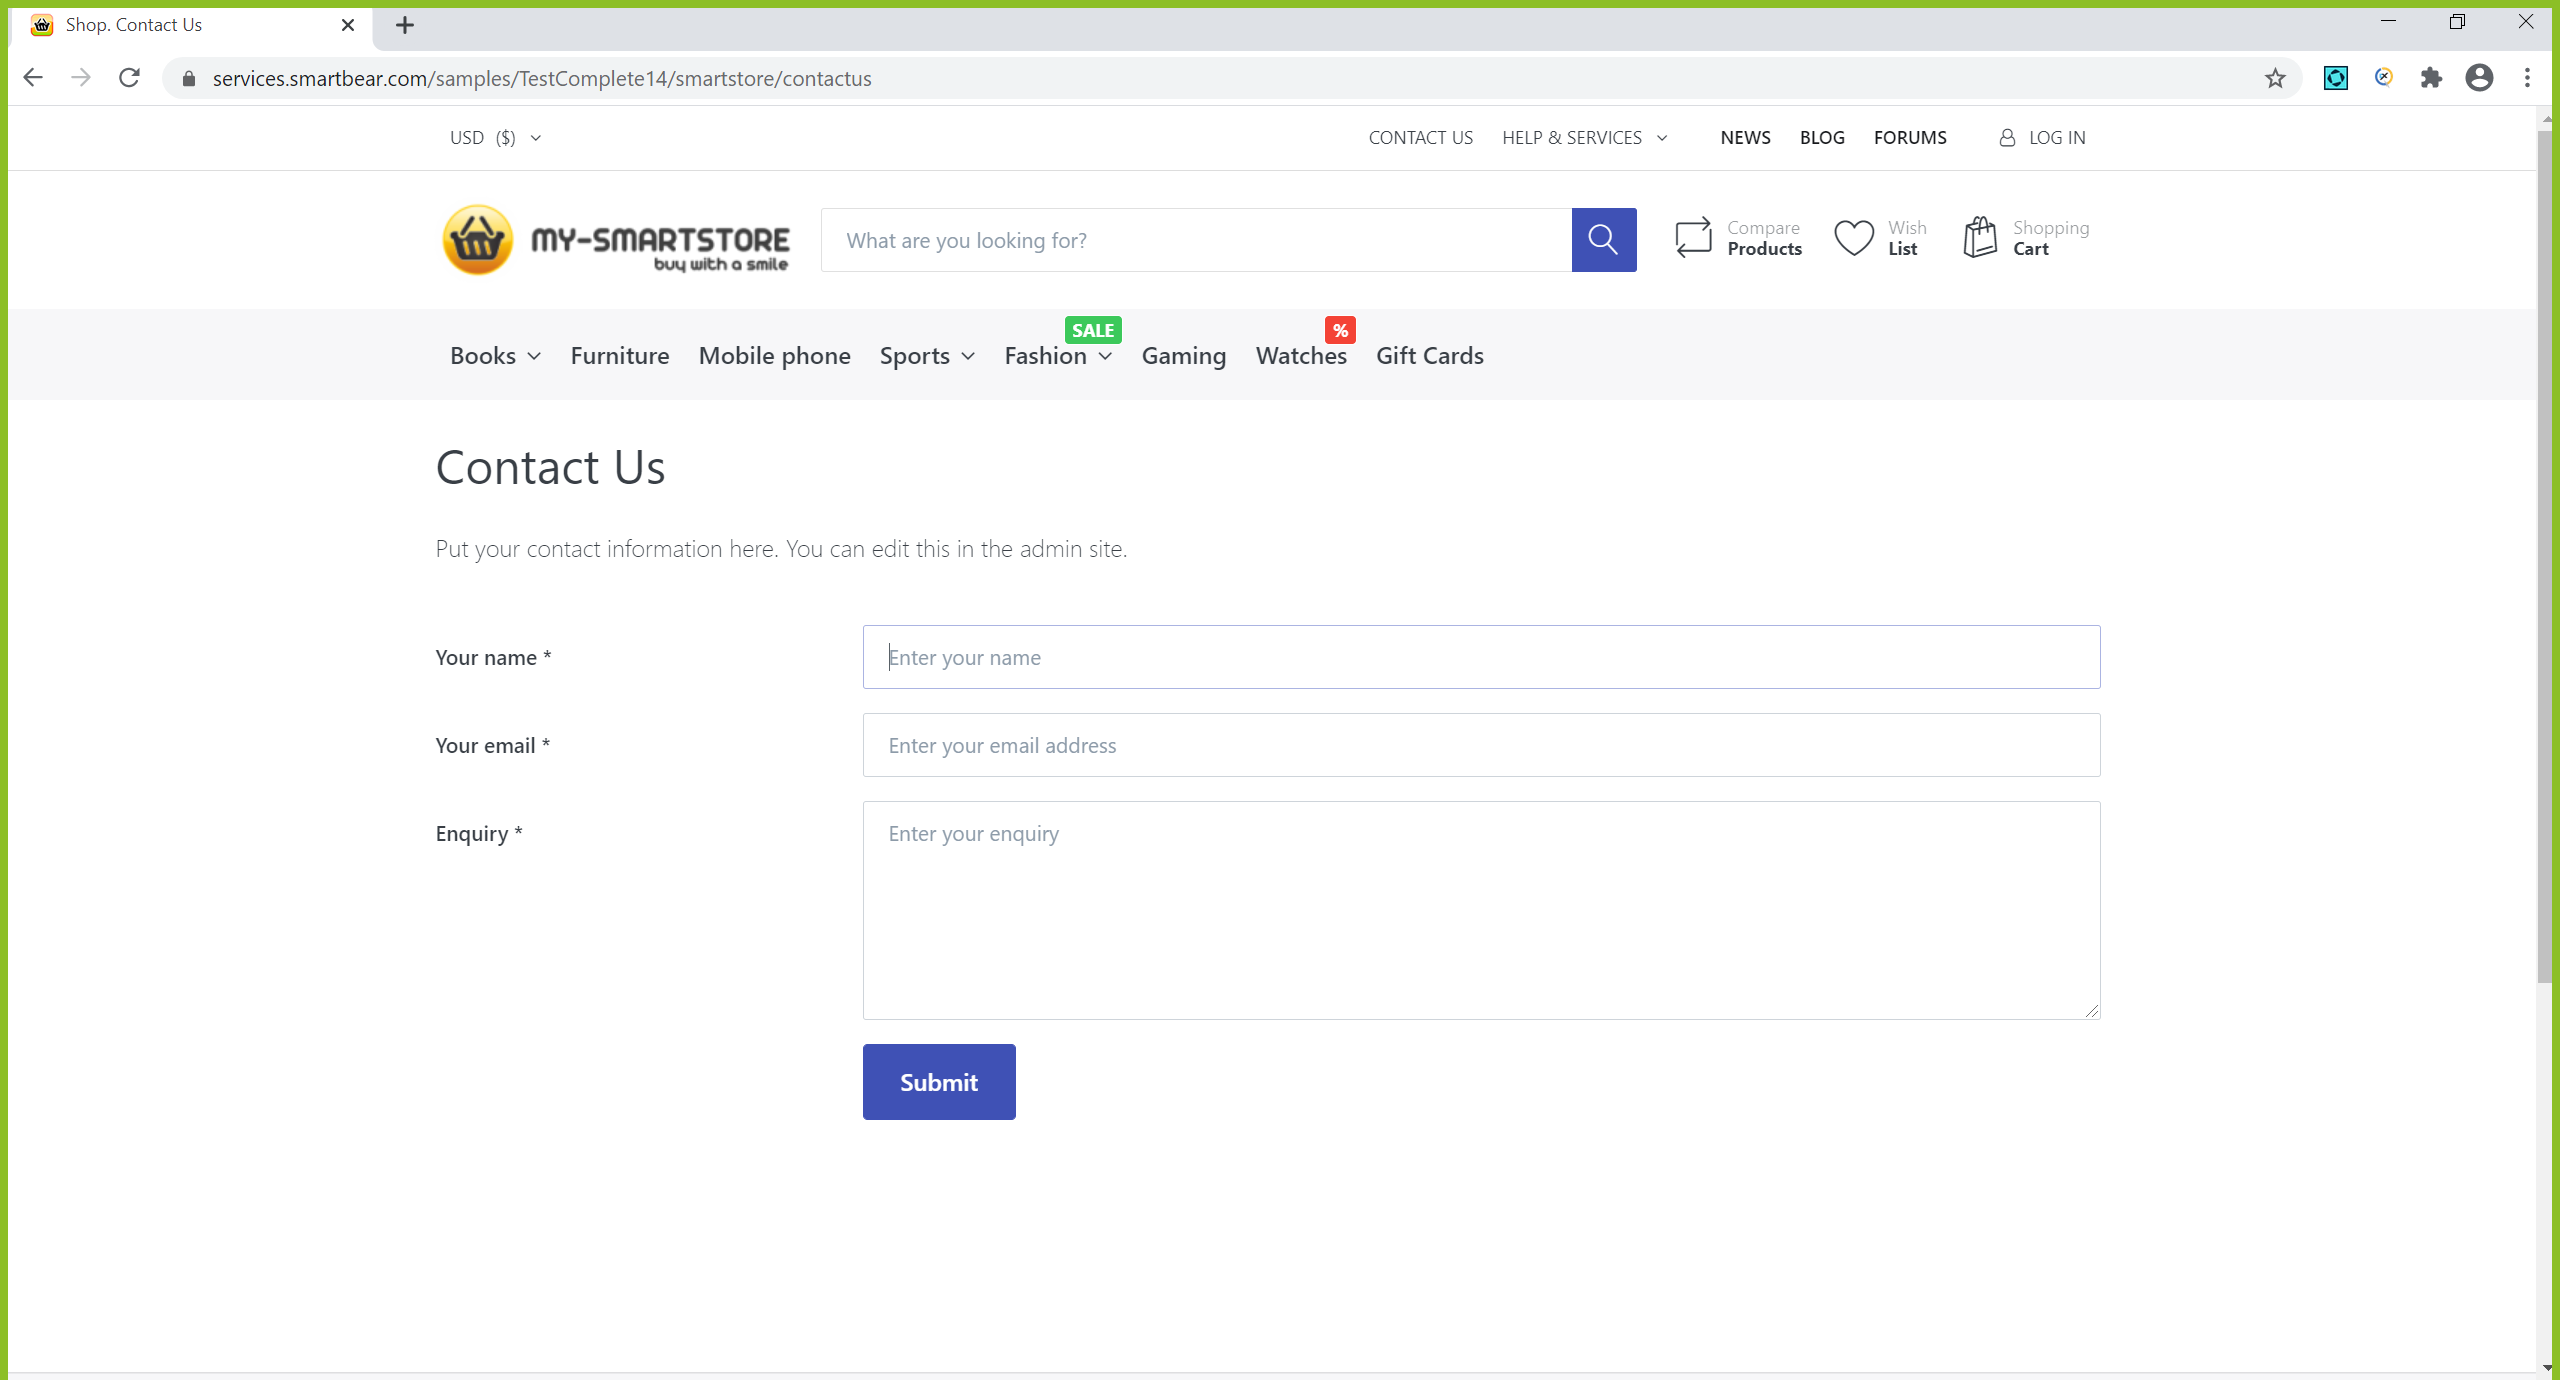 Shop. Contact Us
services.smartbear.com/samples/TestComplete14/smartstore/contactus
USD ($) CONTACT US HELP & SERVICES NEWS BLOG FORUMS LOG IN
MY-SMARTSTORE
buy with a smile
What are you looking for?
Compare
Products
Wish
List
Shopping
Cart
SALE %
Books Furniture Mobile phone Sports Fashion Gaming Watches Gift Cards
Contact Us
Put your contact information here. You can edit this in the admin site.
Your name * Enter your name
Your email * Enter your email address
Enquiry * Enter your enquiry
Submit